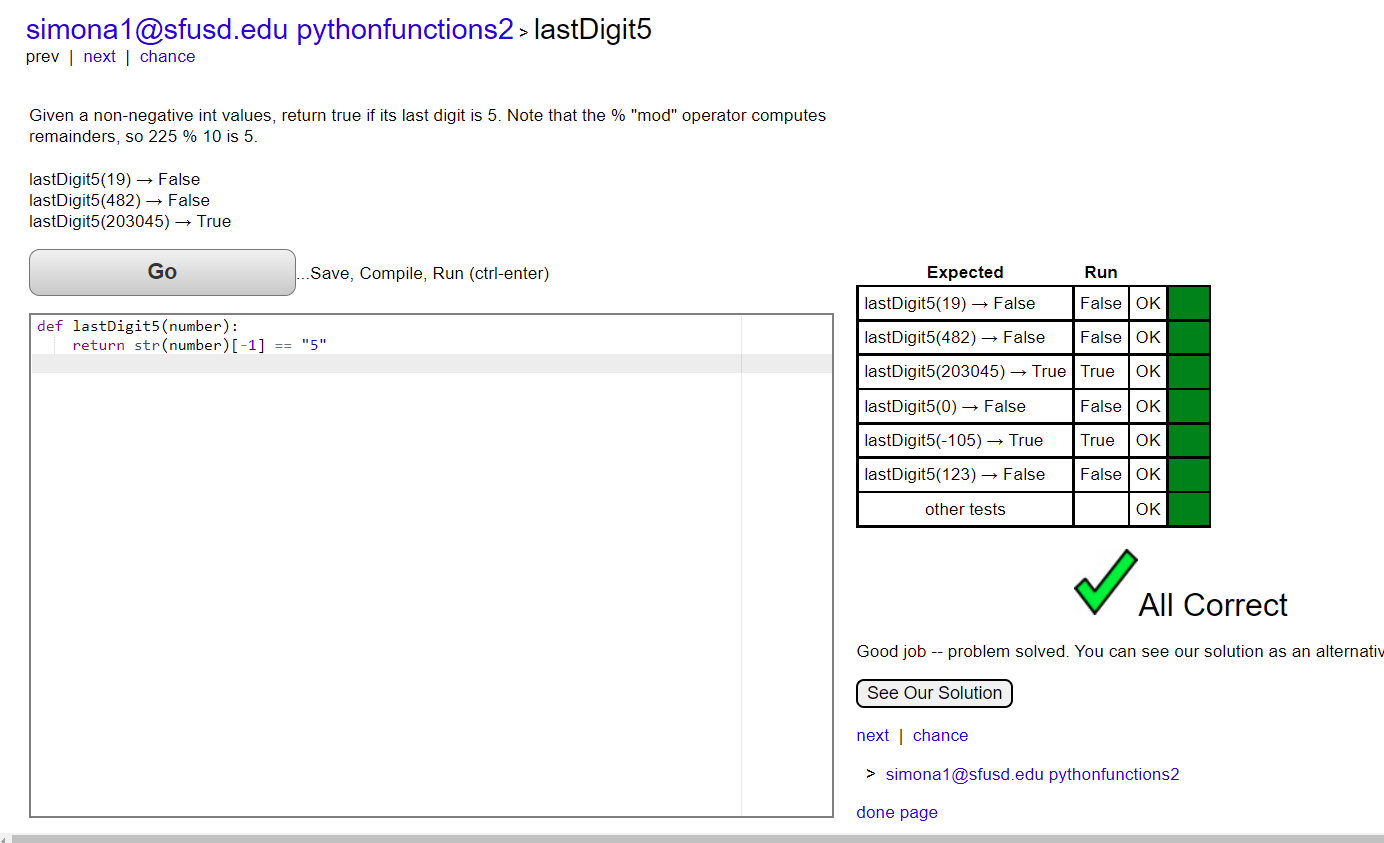 simona1@sfusd.edu pythonfunctions2 > lastDigit5
prev | next | chance
Given a non-negative int values, return true if its last digit is 5. Note that the % "mod" operator computes
remainders, so 225 % 10 is 5.
lastDigit5(19) → False
lastDigit5(482) → False
lastDigit5(203045) → True
Go ...Save, Compile, Run (ctrl-enter)
def lastDigit5(number):
    return str(number)[-1] == "5"
Expected Run
lastDigit5(19) → False False OK
lastDigit5(482) → False False OK
lastDigit5(203045) → True True OK
lastDigit5(0) → False False OK
lastDigit5(-105) → True True OK
lastDigit5(123) → False False OK
other tests OK
All Correct
Good job -- problem solved. You can see our solution as an alternativ
See Our Solution
next | chance
> simona1@sfusd.edu pythonfunctions2
done page